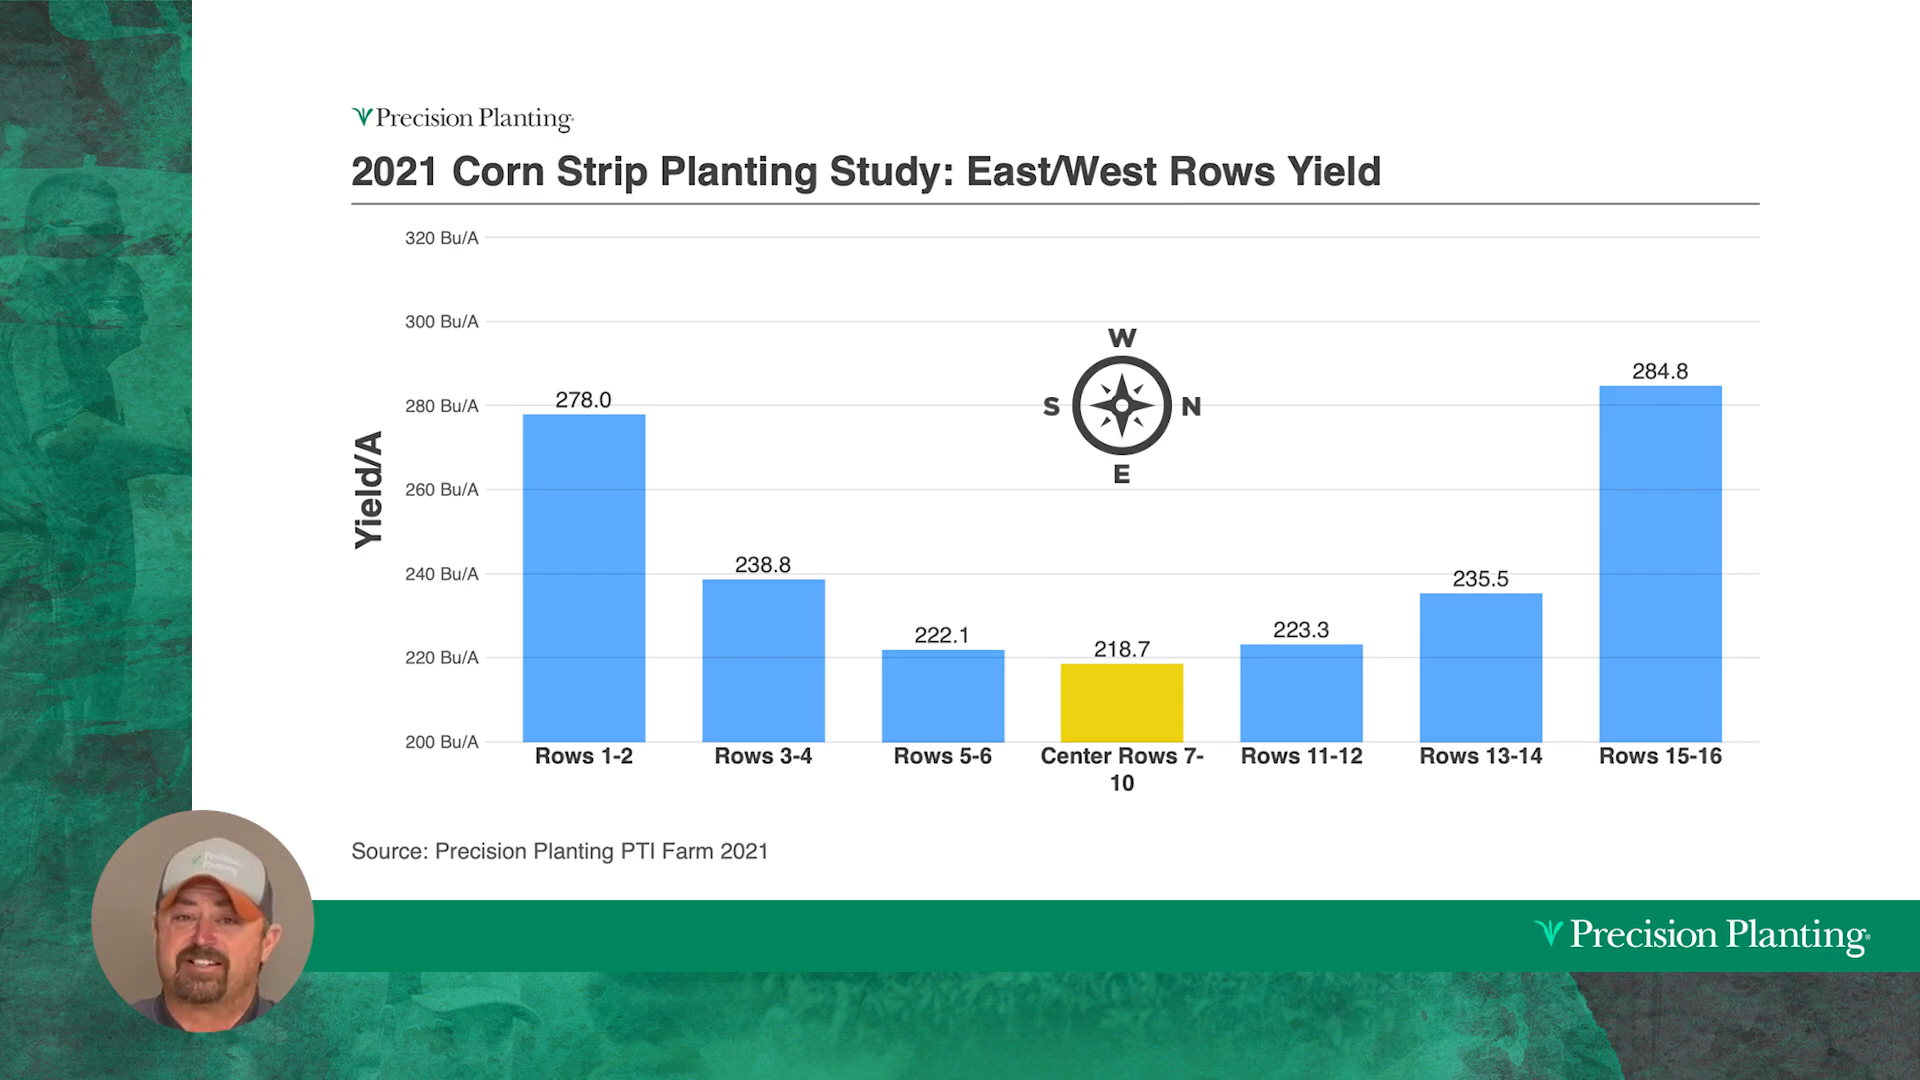 Precision Planting
2021 Corn Strip Planting Study: East/West Rows Yield
320 Bu/A
300 Bu/A
280 Bu/A
260 Bu/A
240 Bu/A
220 Bu/A
200 Bu/A
Yield/A
W
S
N
E
278.0
238.8
222.1
218.7
223.3
235.5
284.8
Rows 1-2
Rows 3-4
Rows 5-6
Center Rows 7-
10
Rows 11-12
Rows 13-14
Rows 15-16
Source: Precision Planting PTI Farm 2021
Precision Planting